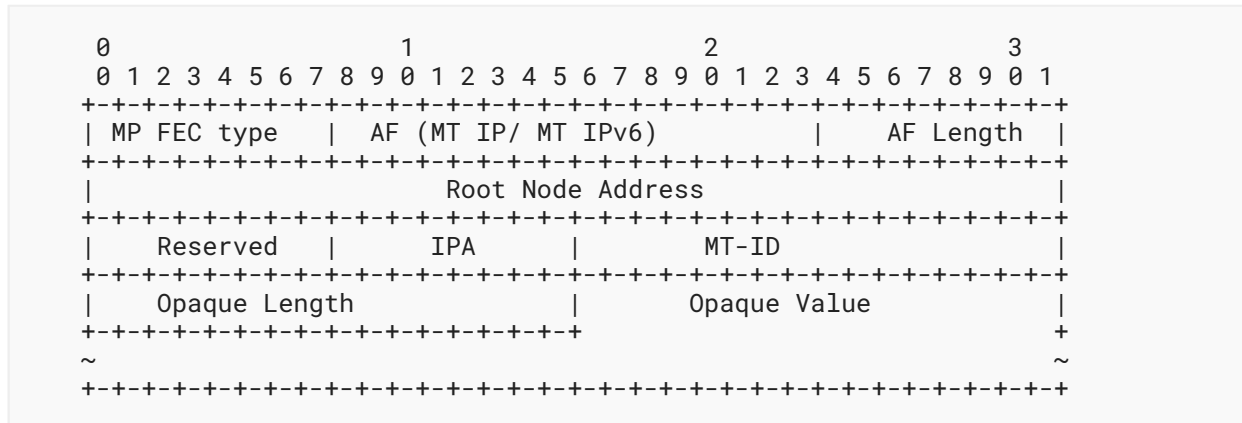 0                   1                   2                   3
 0 1 2 3 4 5 6 7 8 9 0 1 2 3 4 5 6 7 8 9 0 1 2 3 4 5 6 7 8 9 0 1
+-+-+-+-+-+-+-+-+-+-+-+-+-+-+-+-+-+-+-+-+-+-+-+-+-+-+-+-+-+-+-+-+
| MP FEC type   |  AF (MT IP/ MT IPv6)          |    AF Length  |
+-+-+-+-+-+-+-+-+-+-+-+-+-+-+-+-+-+-+-+-+-+-+-+-+-+-+-+-+-+-+-+-+
|                       Root Node Address                       |
+-+-+-+-+-+-+-+-+-+-+-+-+-+-+-+-+-+-+-+-+-+-+-+-+-+-+-+-+-+-+-+-+
|    Reserved   |      IPA      |        MT-ID                  |
+-+-+-+-+-+-+-+-+-+-+-+-+-+-+-+-+-+-+-+-+-+-+-+-+-+-+-+-+-+-+-+-+
|    Opaque Length              |       Opaque Value            |
+-+-+-+-+-+-+-+-+-+-+-+-+-+-+-+-+                               +
~                                                               ~
+-+-+-+-+-+-+-+-+-+-+-+-+-+-+-+-+-+-+-+-+-+-+-+-+-+-+-+-+-+-+-+-+